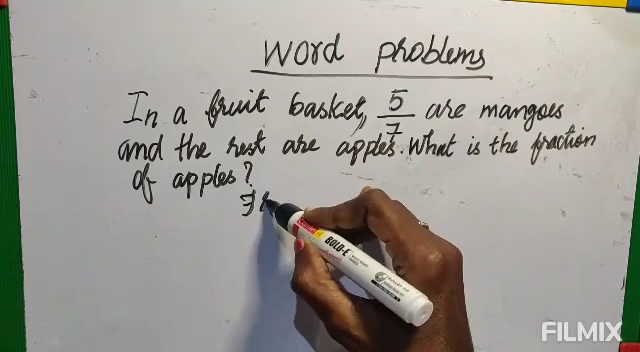 Word problems
In a fruit basket, 5/7 are mangoes
and the rest are apples. What is the fraction
of apples?
BOLD-E
FILMIX